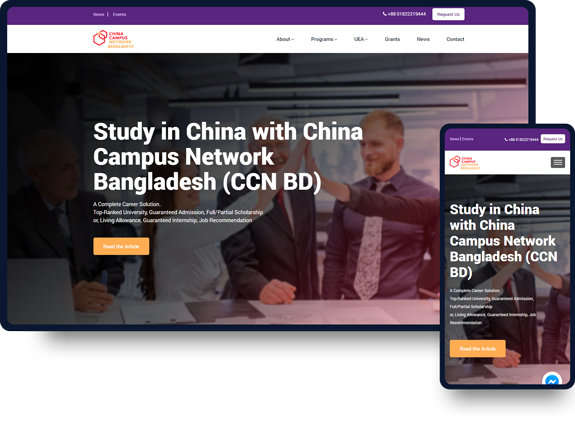 News | Events
+88 01822219444
Request Us
CHINA
CAMPUS
NETWORK
BANGLADESH
About
Programs
UEA
Grants
News
Contact
Study in China with China
Campus Network
Bangladesh (CCN BD)
A Complete Career Solution.
Top-Ranked University, Guaranteed Admission, Full/Partial Scholarship
or, Living Allowance, Guaranteed Internship, Job Recommendation
Read the Article
News | Events
+88 01822219444
Request Us
CHINA
CAMPUS
NETWORK
BANGLADESH
Study in China
with China
Campus Network
Bangladesh (CCN
BD)
A Complete Career Solution.
Top-Ranked University, Guaranteed Admission,
Full/Partial Scholarship
or, Living Allowance, Guaranteed Internship, Job
Recommendation
Read the Article